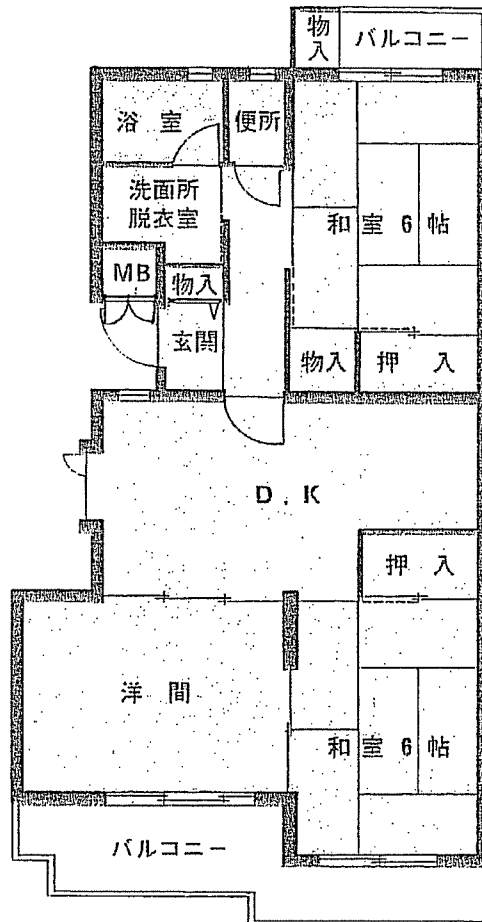 物
入
バルコニー
浴 室
便所
洗面所
脱衣室
和室6帖
MB
物入
玄関
物入
押 入
D.K
押 入
洋 間
和室6帖
バルコニー